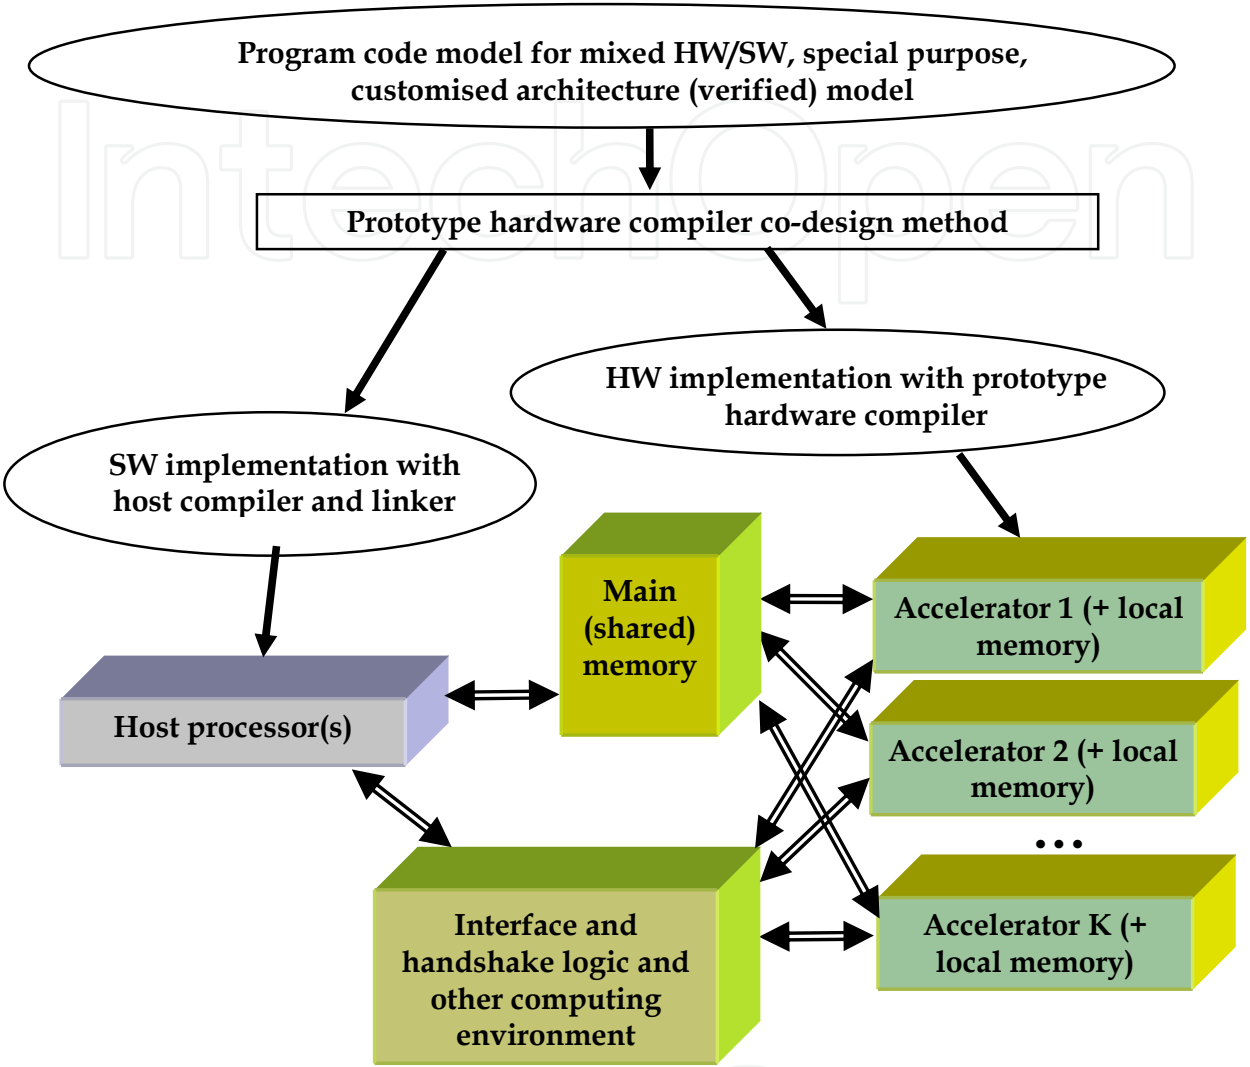 Program code model for mixed HW/SW, special purpose,
customised architecture (verified) model
IntechOpen
Prototype hardware compiler co-design method
HW implementation with prototype
hardware compiler
SW implementation with
host compiler and linker
Main
(shared)
memory
Accelerator 1 (+ local
memory)
Host processor(s)
Accelerator 2 (+ local
memory)
...
Accelerator K (+
local memory)
Interface and
handshake logic and
other computing
environment